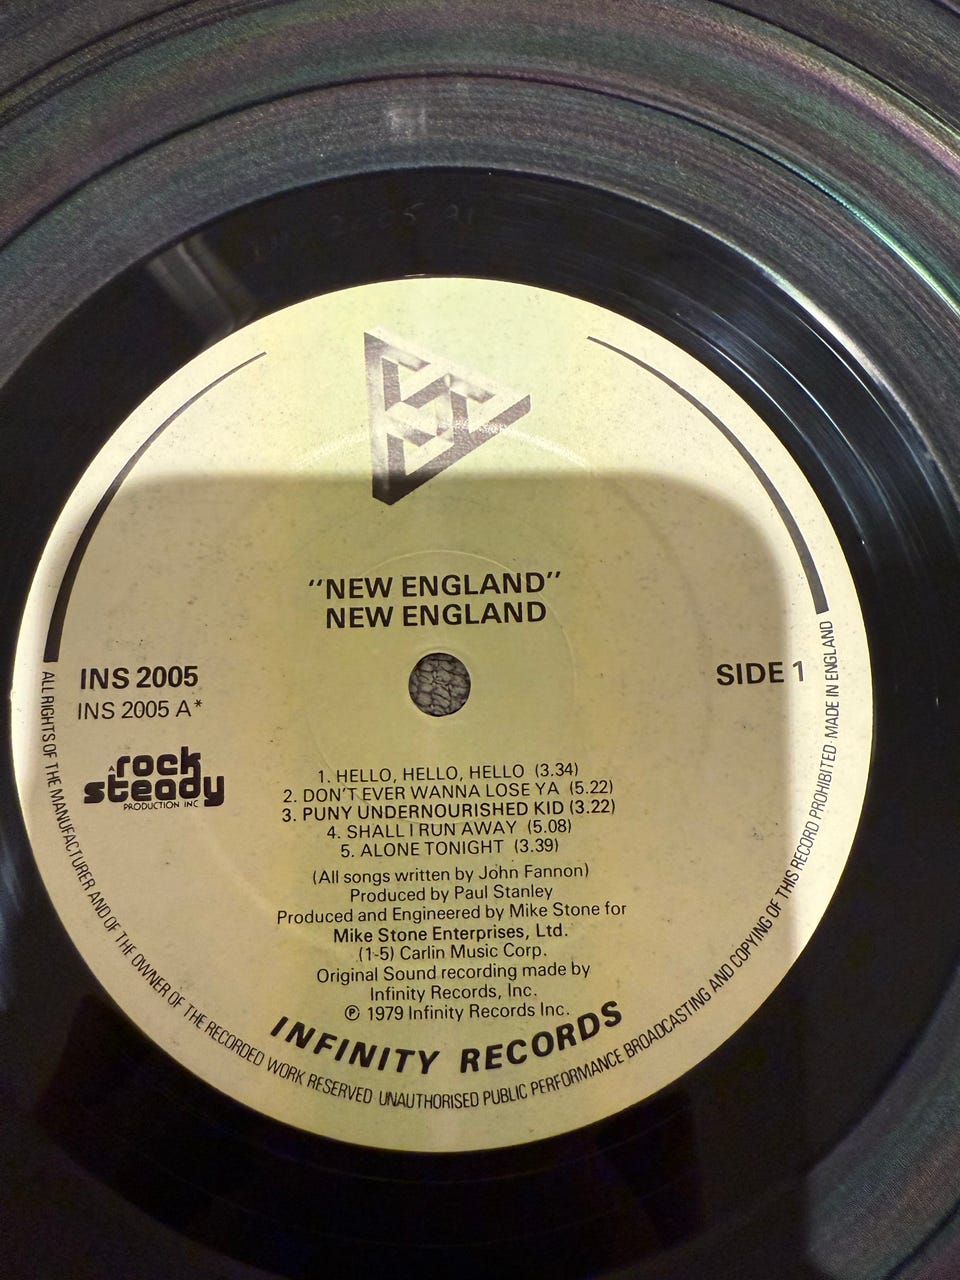 "NEW ENGLAND"
NEW ENGLAND
INS 2005
INS 2005 A*
SIDE 1
A rock
steady
PRODUCTION INC
1. HELLO, HELLO, HELLO (3.34)
2. DON'T EVER WANNA LOSE YA (5.22)
3. PUNY UNDERNOURISHED KID (3.22)
4. SHALL I RUN AWAY (5.08)
5. ALONE TONIGHT (3.39)
(All songs written by John Fannon)
Produced by Paul Stanley
Produced and Engineered by Mike Stone for
Mike Stone Enterprises, Ltd.
(1-5) Carlin Music Corp.
Original Sound recording made by
Infinity Records, Inc.
℗ 1979 Infinity Records Inc.
INFINITY RECORDS
ALL RIGHTS OF THE MANUFACTURER AND OF THE OWNER OF THE RECORDED WORK RESERVED UNAUTHORISED PUBLIC PERFORMANCE BROADCASTING AND COPYING OF THIS RECORD PROHIBITED MADE IN ENGLAND